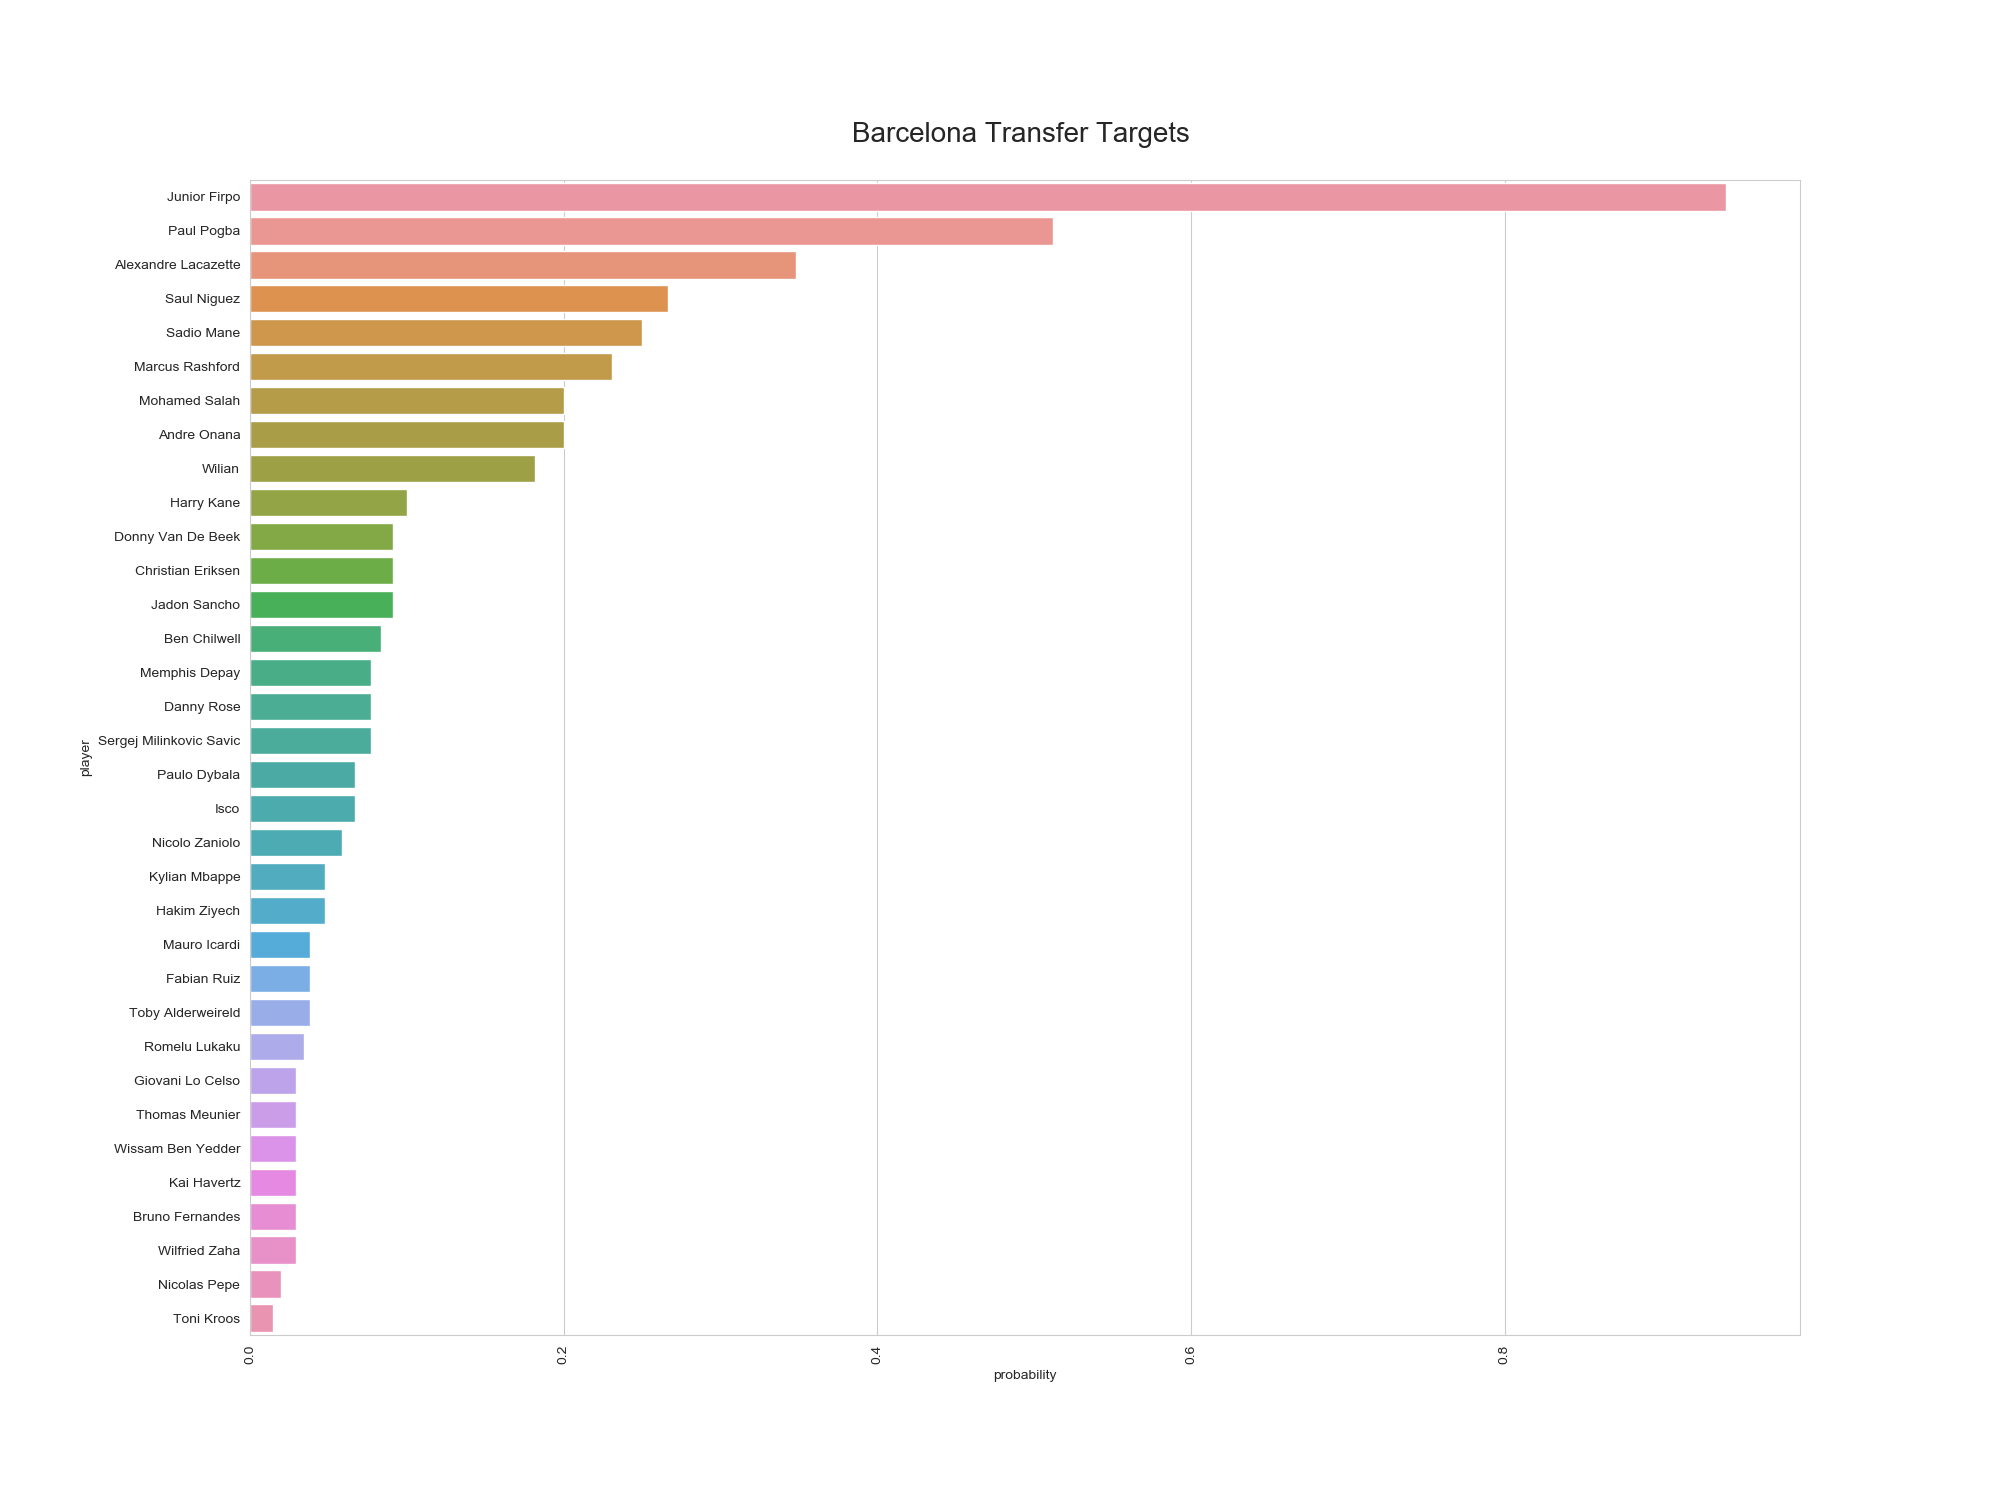 Barcelona Transfer Targets
Junior Firpo
Paul Pogba
Alexandre Lacazette
Saul Niguez
Sadio Mane
Marcus Rashford
Mohamed Salah
Andre Onana
Wilian
Harry Kane
Donny Van De Beek
Christian Eriksen
Jadon Sancho
Ben Chilwell
Memphis Depay
Danny Rose
Sergej Milinkovic Savic
Paulo Dybala
Isco
Nicolo Zaniolo
Kylian Mbappe
Hakim Ziyech
Mauro Icardi
Fabian Ruiz
Toby Alderweireld
Romelu Lukaku
Giovani Lo Celso
Thomas Meunier
Wissam Ben Yedder
Kai Havertz
Bruno Fernandes
Wilfried Zaha
Nicolas Pepe
Toni Kroos
player
0.0
0.2
0.4
0.6
0.8
probability